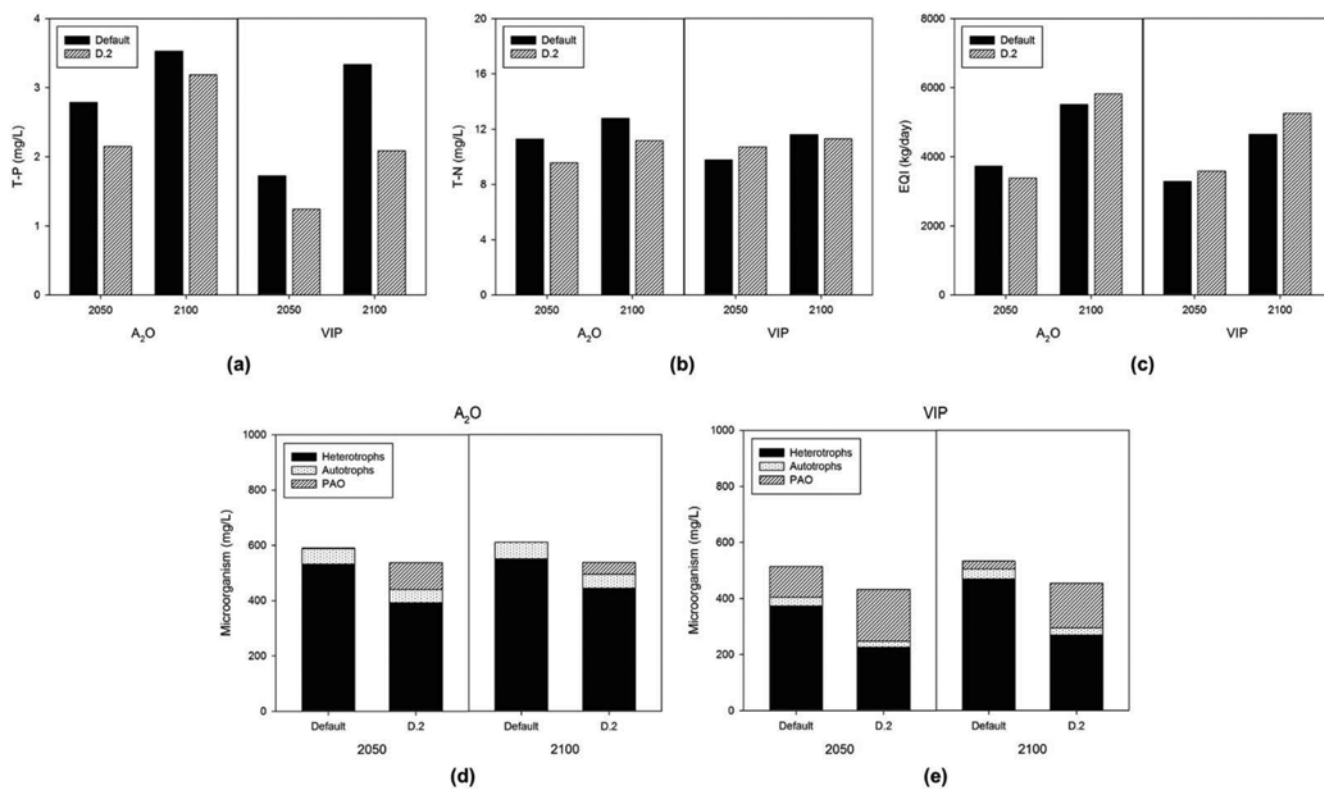 4
3
2
1
0
T-P (mg/L)
Default
D.2
2050
2100
2050
2100
A₂O
VIP
(a)
20
16
12
8
4
0
T-N (mg/L)
Default
D.2
2050
2100
2050
2100
A₂O
VIP
(b)
8000
6000
4000
2000
0
EQI (kg/day)
Default
D.2
2050
2100
2050
2100
A₂O
VIP
(c)
A₂O
1000
800
600
400
200
0
Microorganism (mg/L)
Heterotrophs
Autotrophs
PAO
Default
D.2
Default
D.2
2050
2100
(d)
VIP
1000
800
600
400
200
0
Microorganism (mg/L)
Heterotrophs
Autotrophs
PAO
Default
D.2
Default
D.2
2050
2100
(e)